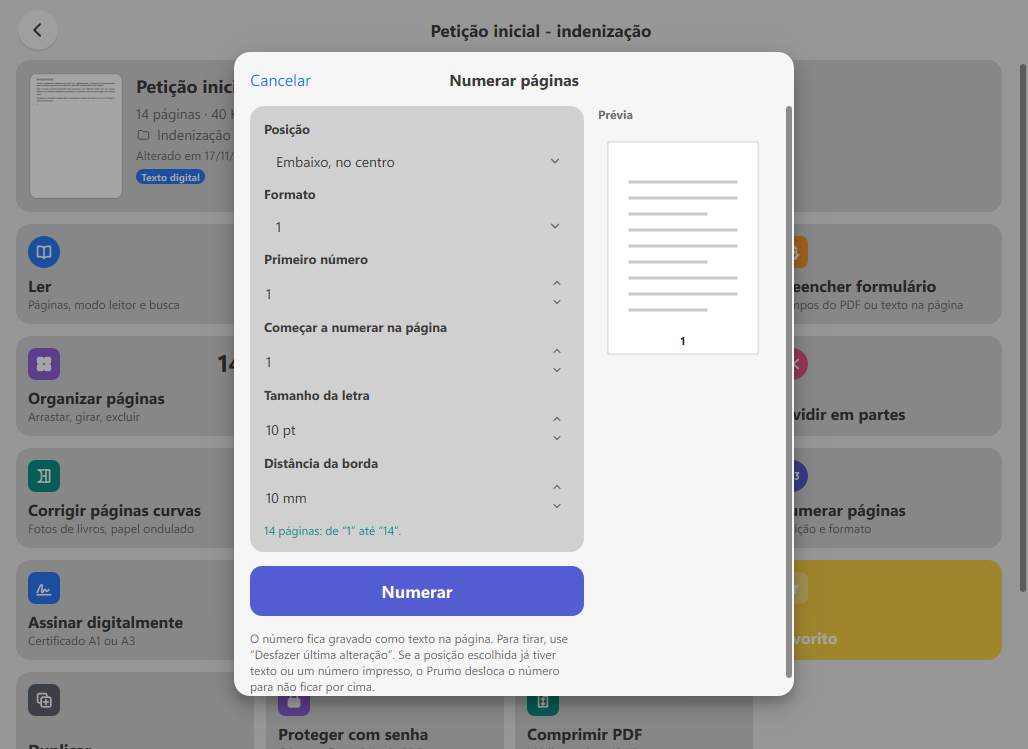 Petição inicial - indenização
14 páginas · 40
Indenização
Alterado em 17/11/
Texto digital
Ler
Páginas, modo leitor e busca
Organizar páginas
Arrastar, girar, excluir
Corrigir páginas curvas
Fotos de livros, papel ondulado
Assinar digitalmente
Certificado A1 ou A3
Cancelar
Numerar páginas
Posição
Embaixo, no centro
Formato
1
Primeiro número
1
Começar a numerar na página
1
Tamanho da letra
10 pt
Distância da borda
10 mm
14 páginas: de “1” até “14”.
Numerar
O número fica gravado como texto na página. Para tirar, use
“Desfazer última alteração”. Se a posição escolhida já tiver
texto ou um número impresso, o Prumo desloca o número
para não ficar por cima.
Prévia
1
eencher formulário
mpos do PDF ou texto na página
vidir em partes
umerar páginas
ição e formato
vorito
Proteger com senha
Comprimir PDF